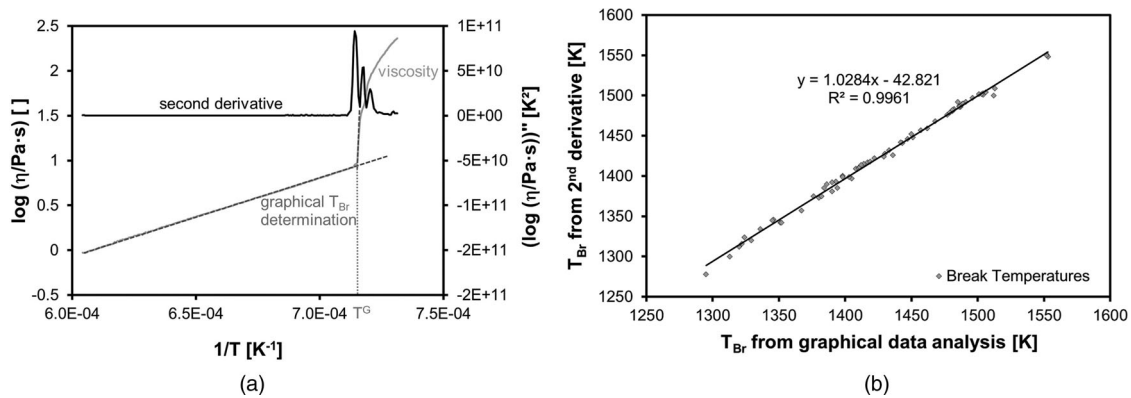 (a)
log (η/Pa·s) [ ]
2.5
2
1.5
1
0.5
0
-0.5
1E+11
5E+10
0E+00
-5E+10
-1E+11
-2E+11
-2E+11
(log (η/Pa·s))'' [K²]
second derivative
viscosity
graphical T_Br
determination
6.0E-04
6.5E-04
7.0E-04
T^G
7.5E-04
1/T [K⁻¹]
T_Br from 2nd derivative [K]
1600
1550
1500
1450
1400
1350
1300
1250
y = 1.0284x - 42.821
R² = 0.9961
Break Temperatures
1250
1300
1350
1400
1450
1500
1550
1600
T_Br from graphical data analysis [K]
(b)